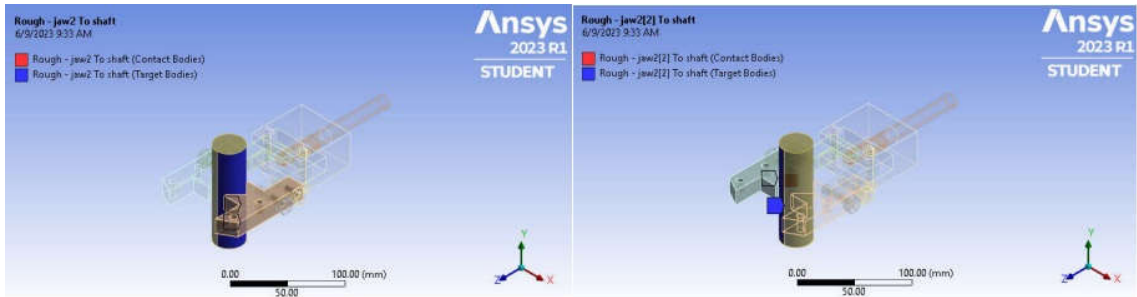 Rough - jaw2 To shaft
6/9/2023 9:33 AM
Rough - jaw2 To shaft (Contact Bodies)
Rough - jaw2 To shaft (Target Bodies)
Ansys
2023 R1
STUDENT
Y
Z
X
0.00
100.00 (mm)
50.00
Rough - jaw2[2] To shaft
6/9/2023 9:33 AM
Rough - jaw2[2] To shaft (Contact Bodies)
Rough - jaw2[2] To shaft (Target Bodies)
Ansys
2023 R1
STUDENT
Y
Z
X
0.00
100.00 (mm)
50.00